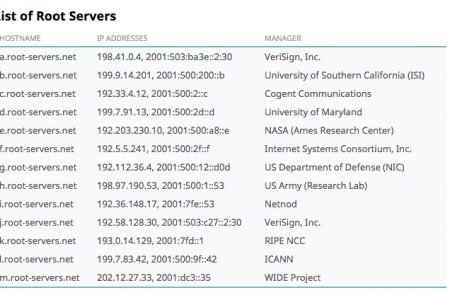 List of Root Servers
HOSTNAME IP ADDRESSES MANAGER
a.root-servers.net 198.41.0.4, 2001:503:ba3e::2:30 VeriSign, Inc.
b.root-servers.net 199.9.14.201, 2001:500:200::b University of Southern California (ISI)
c.root-servers.net 192.33.4.12, 2001:500:2::c Cogent Communications
d.root-servers.net 199.7.91.13, 2001:500:2d::d University of Maryland
e.root-servers.net 192.203.230.10, 2001:500:a8::e NASA (Ames Research Center)
f.root-servers.net 192.5.5.241, 2001:500:2f::f Internet Systems Consortium, Inc.
g.root-servers.net 192.112.36.4, 2001:500:12::d0d US Department of Defense (NIC)
h.root-servers.net 198.97.190.53, 2001:500:1::53 US Army (Research Lab)
i.root-servers.net 192.36.148.17, 2001:7fe::53 Netnod
j.root-servers.net 192.58.128.30, 2001:503:c27::2:30 VeriSign, Inc.
k.root-servers.net 193.0.14.129, 2001:7fd::1 RIPE NCC
l.root-servers.net 199.7.83.42, 2001:500:9f::42 ICANN
m.root-servers.net 202.12.27.33, 2001:dc3::35 WIDE Project